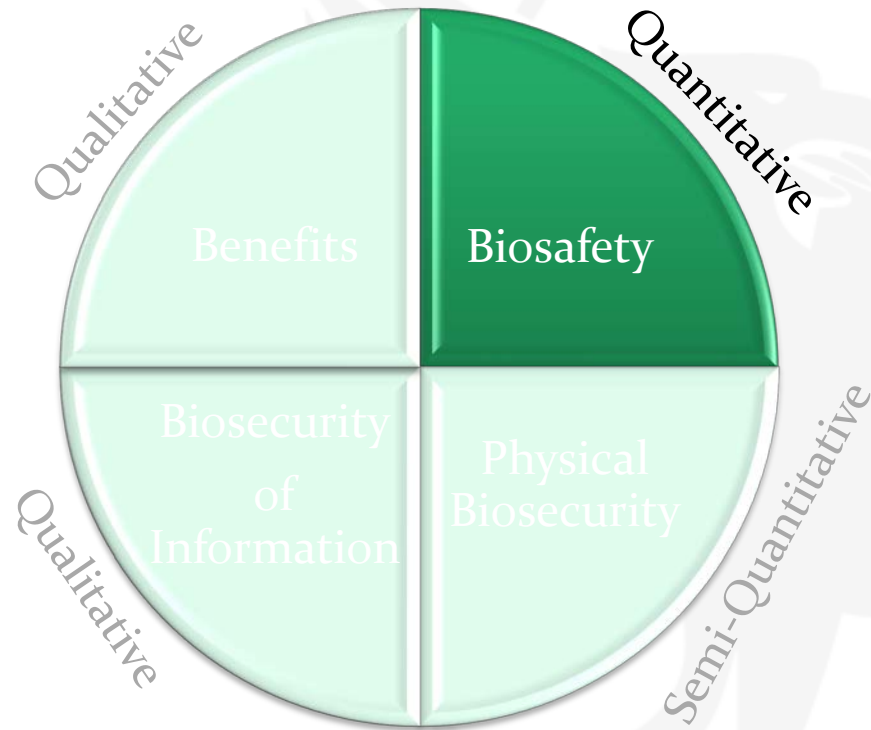 Qualitative
Quantitative
Benefits
Biosafety
Biosecurity
of
Information
Physical
Biosecurity
Qualitative
Semi-Quantitative